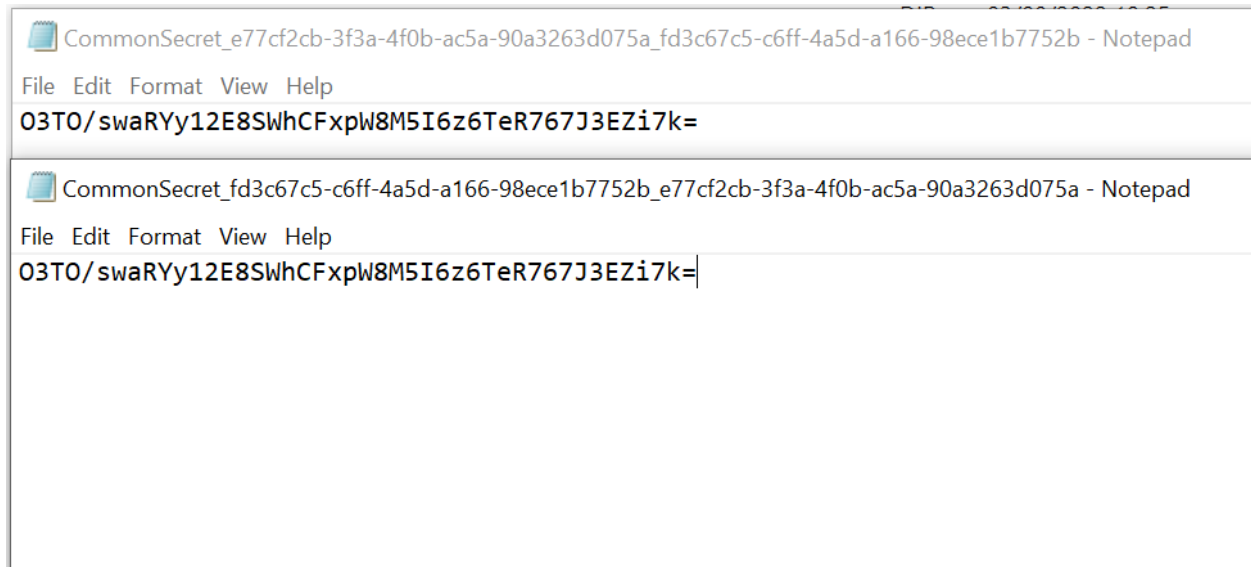 CommonSecret_e77cf2cb-3f3a-4f0b-ac5a-90a3263d075a_fd3c67c5-c6ff-4a5d-a166-98ece1b7752b - Notepad
File Edit Format View Help
O3TO/swaRYy12E8SWhCFxpW8M5I6z6TeR767J3EZi7k=
CommonSecret_fd3c67c5-c6ff-4a5d-a166-98ece1b7752b_e77cf2cb-3f3a-4f0b-ac5a-90a3263d075a - Notepad
File Edit Format View Help
O3TO/swaRYy12E8SWhCFxpW8M5I6z6TeR767J3EZi7k=